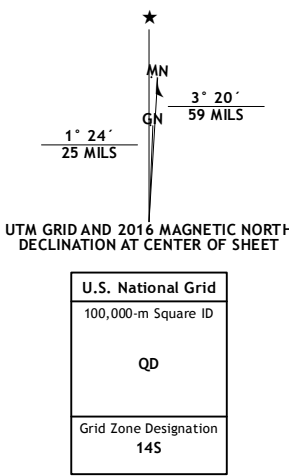 MN
3° 20´
59 MILS
GN
1° 24´
25 MILS
UTM GRID AND 2016 MAGNETIC NORTH
DECLINATION AT CENTER OF SHEET
U.S. National Grid
100,000-m Square ID
QD
Grid Zone Designation
14S